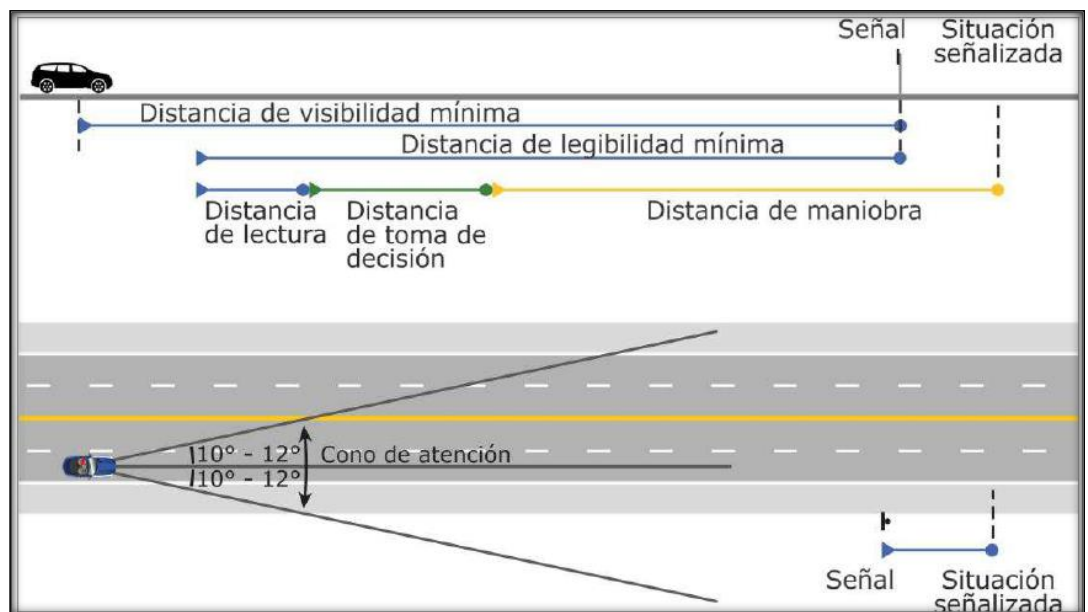 Señal
Situación
señalizada
Distancia de visibilidad mínima
Distancia de legibilidad mínima
Distancia
de lectura
Distancia
de toma de
decisión
Distancia de maniobra
10° - 12°
Cono de atención
10° - 12°
Señal
Situación
señalizada